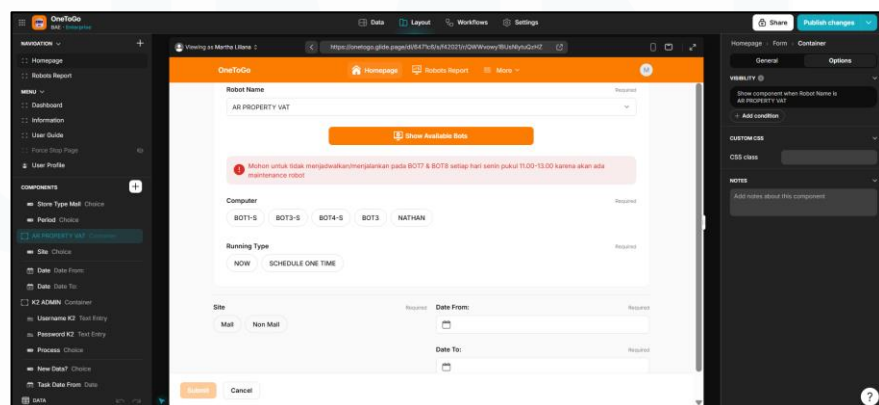 OneToGo
BAE - Enterprise
Data
Layout
Workflows
Settings
Share
Publish changes
NAVIGATION
Homepage
Robots Report
MENU
Dashboard
Information
User Guide
Force Stop Page
User Profile
COMPONENTS
Store Type Mall Choice
Period Choice
AR PROPERTY VAT Container
Site Choice
Date Date From:
Date Date To:
K2 ADMIN Container
Username K2 Text Entry
Password K2 Text Entry
Process Choice
New Data? Choice
Task Date From Date
DATA
Viewing as Martha Liliana
OneToGo
Homepage
Robots Report
More
M
Robot Name
Required
AR PROPERTY VAT
Show Available Bots
Mohon untuk tidak menjadwalkan/menjalankan pada BOT7 & BOT8 setiap hari senin pukul 11.00-13.00 karena akan ada
maintenance robot
Computer
Required
BOT1-S
BOT3-S
BOT4-S
BOT3
NATHAN
Running Type
Required
NOW
SCHEDULE ONE TIME
Site
Required
Mall
Non Mall
Date From:
Required
Date To:
Required
Submit
Cancel
Homepage
Form
Container
General
Options
VISIBILITY
Show component when Robot Name is
AR PROPERTY VAT
+ Add condition
CUSTOM CSS
CSS class
NOTES
Add notes about this component
?